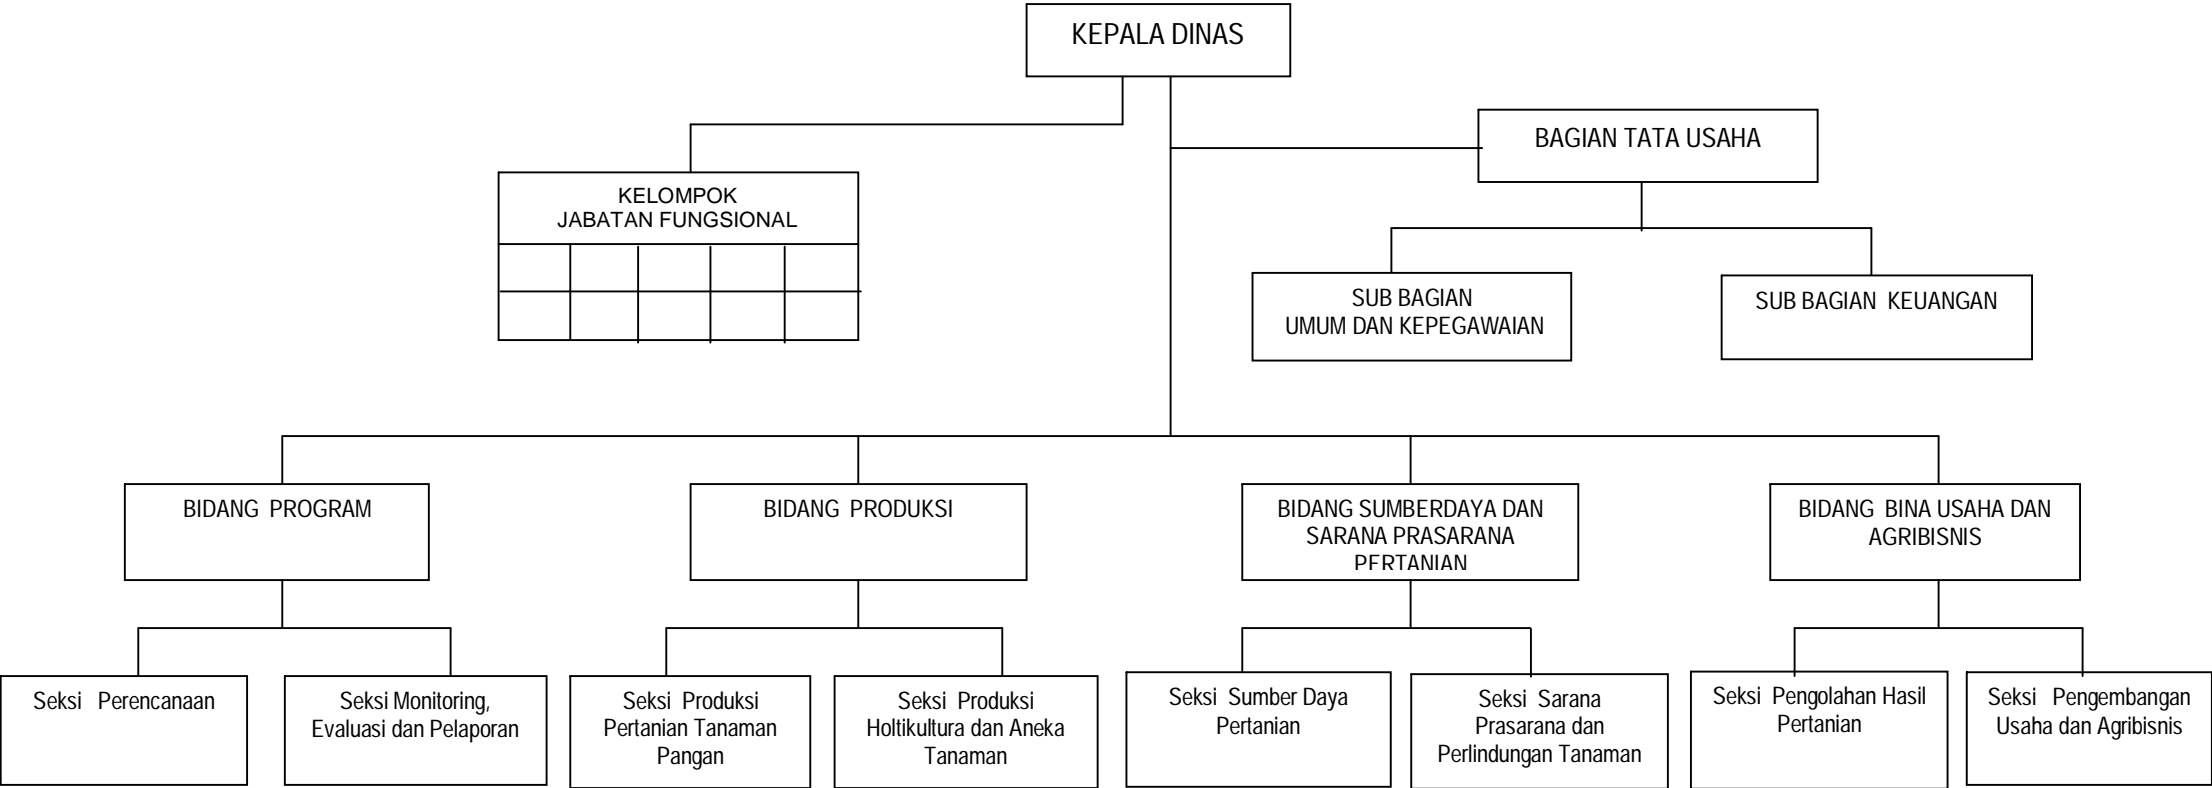 KEPALA DINAS
BAGIAN TATA USAHA
KELOMPOK
JABATAN FUNGSIONAL
SUB BAGIAN
UMUM DAN KEPEGAWAIAN
SUB BAGIAN KEUANGAN
BIDANG PROGRAM
BIDANG PRODUKSI
BIDANG SUMBERDAYA DAN
SARANA PRASARANA
PERTANIAN
BIDANG BINA USAHA DAN
AGRIBISNIS
Seksi Perencanaan
Seksi Monitoring,
Evaluasi dan Pelaporan
Seksi Produksi
Pertanian Tanaman
Pangan
Seksi Produksi
Holtikultura dan Aneka
Tanaman
Seksi Sumber Daya
Pertanian
Seksi Sarana
Prasarana dan
Perlindungan Tanaman
Seksi Pengolahan Hasil
Pertanian
Seksi Pengembangan
Usaha dan Agribisnis